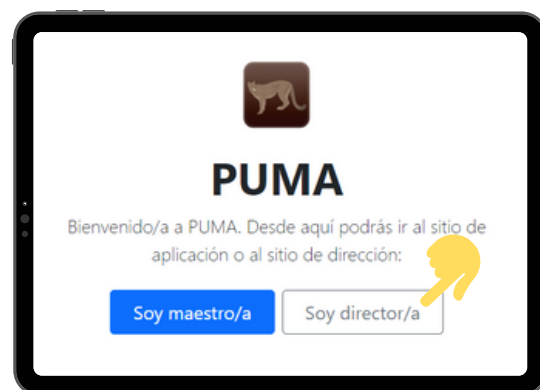 PUMA
Bienvenido/a a PUMA. Desde aquí podrás ir al sitio de
aplicación o al sitio de dirección:
Soy maestro/a Soy director/a